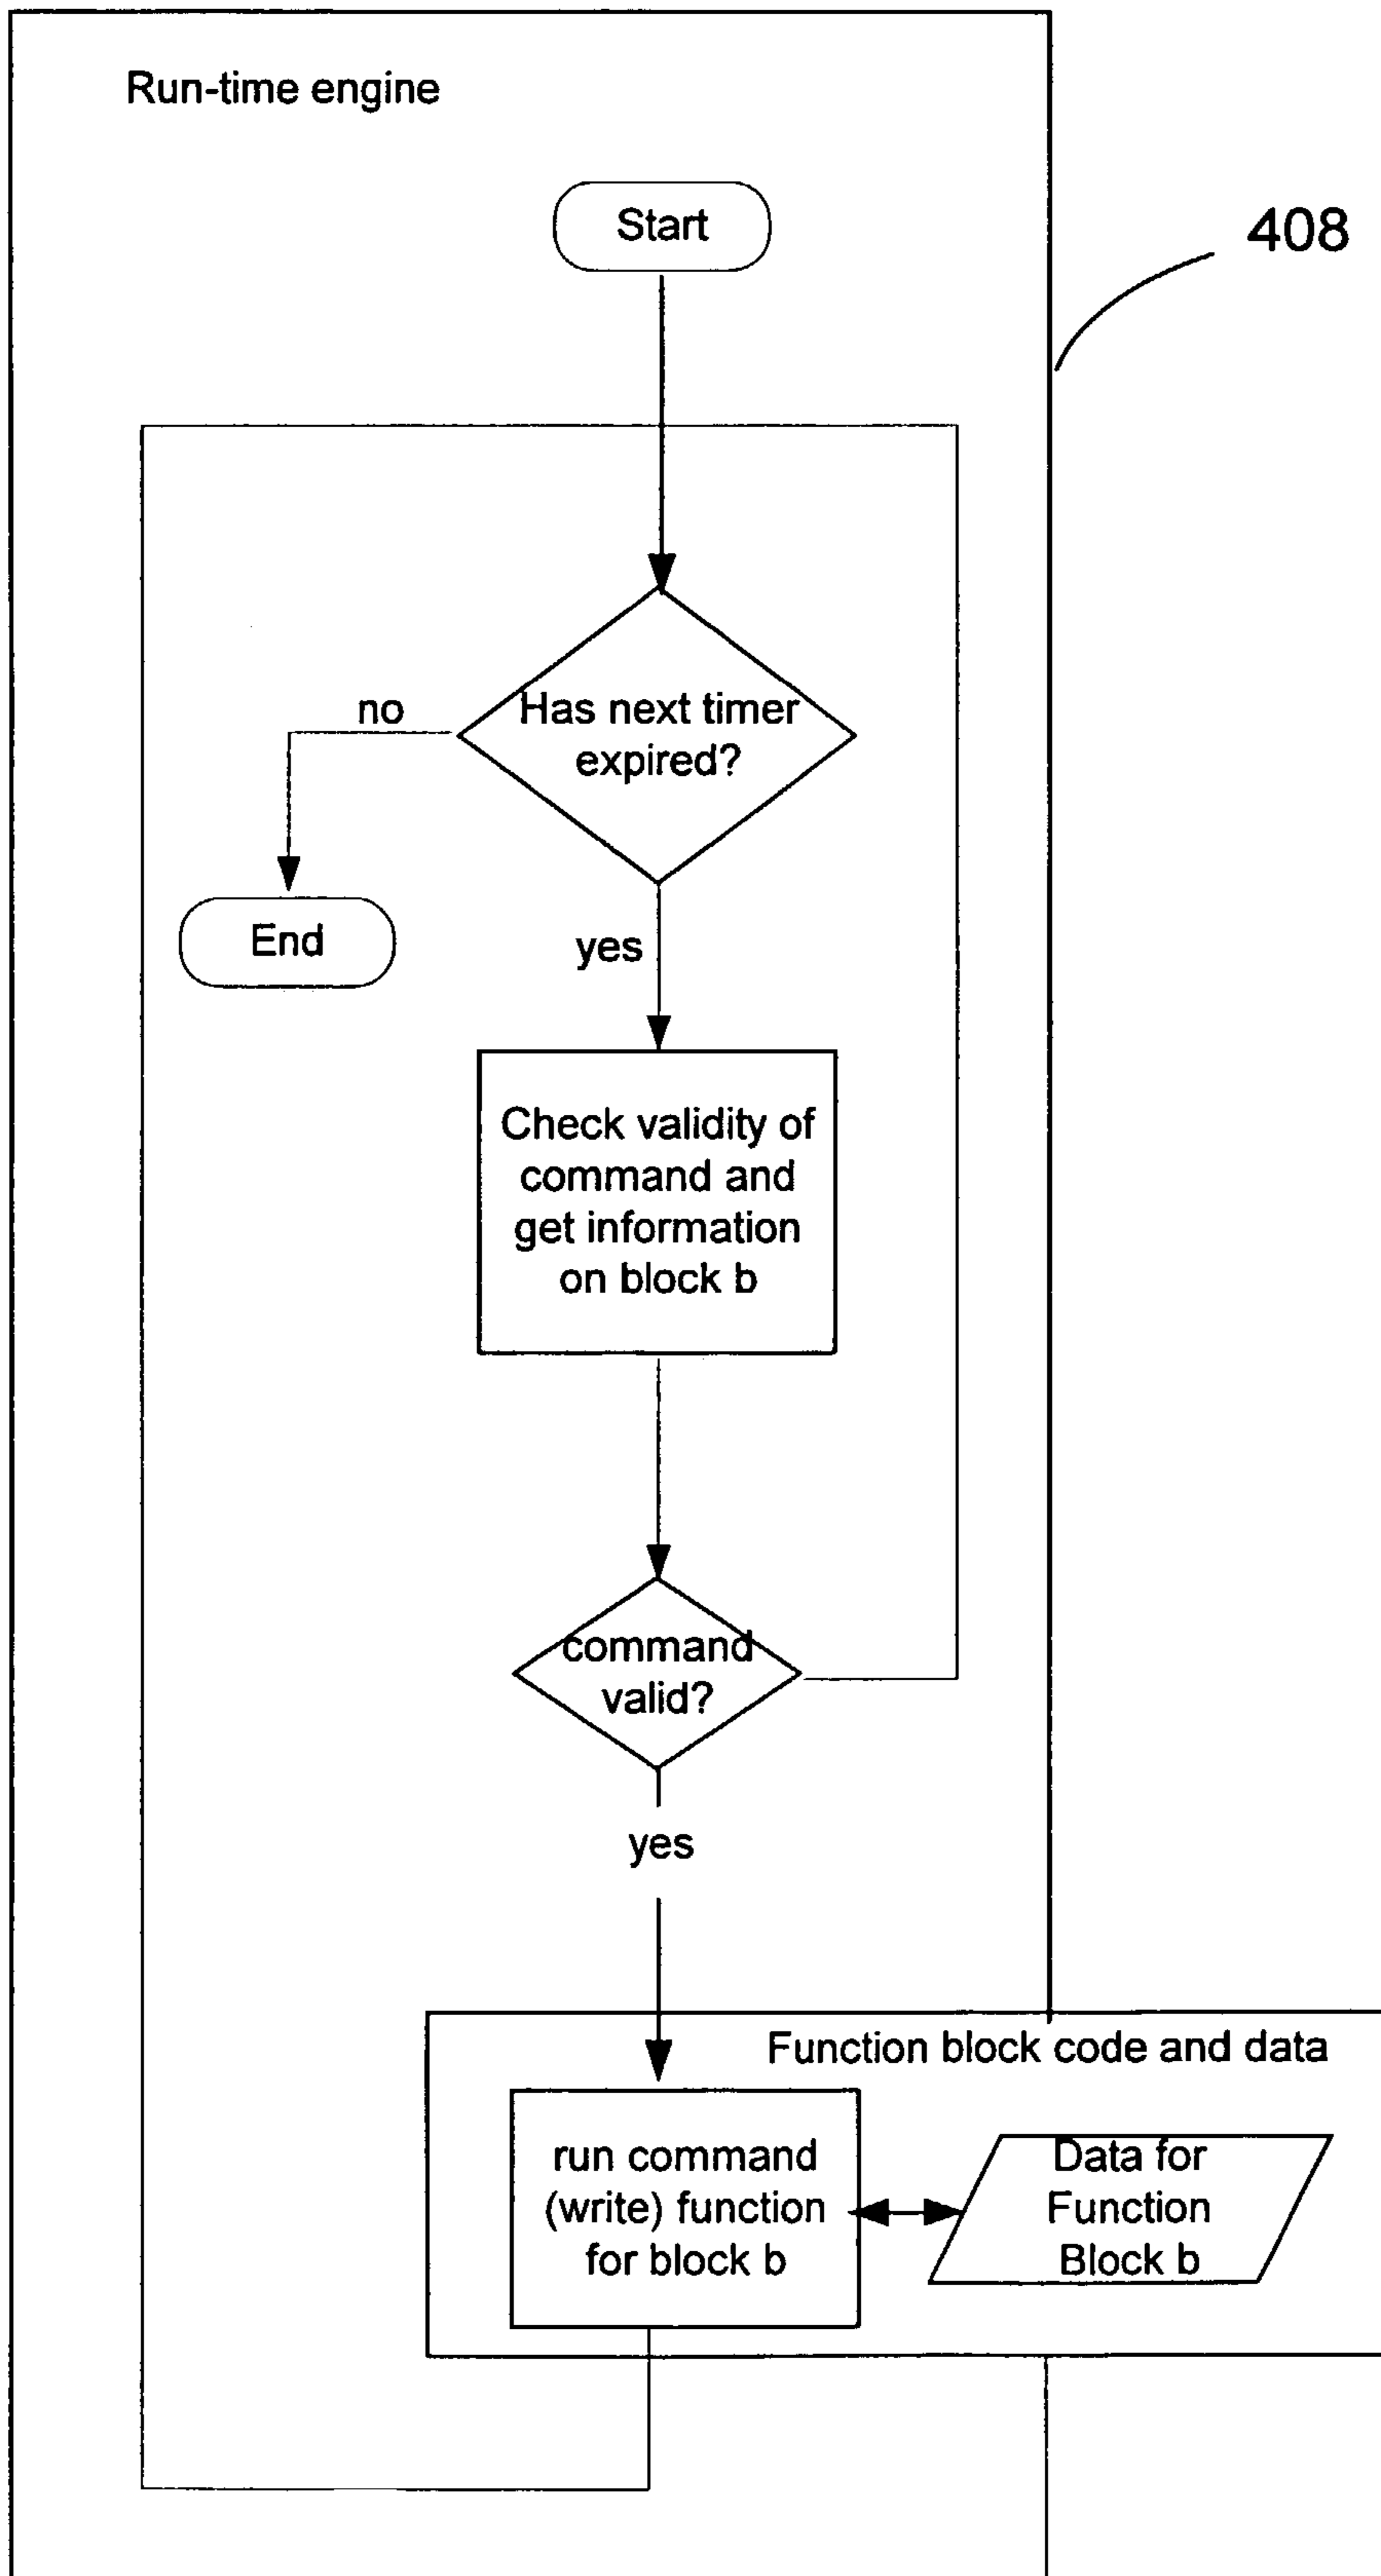 Run-time engine
Start
408
Has next timer
expired?
no
End
yes
Check validity of
command and
get information
on block b
command
valid?
yes
Function block code and data
run command
(write) function
for block b
Data for
Function
Block b